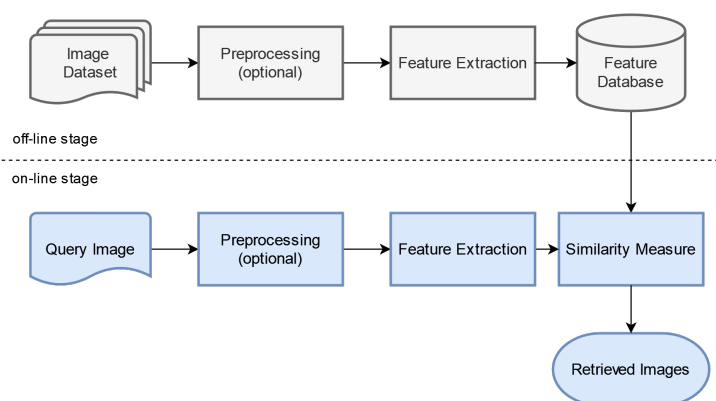 Image
Dataset
Preprocessing
(optional)
Feature Extraction
Feature
Database
off-line stage
on-line stage
Query Image
Preprocessing
(optional)
Feature Extraction
Similarity Measure
Retrieved Images